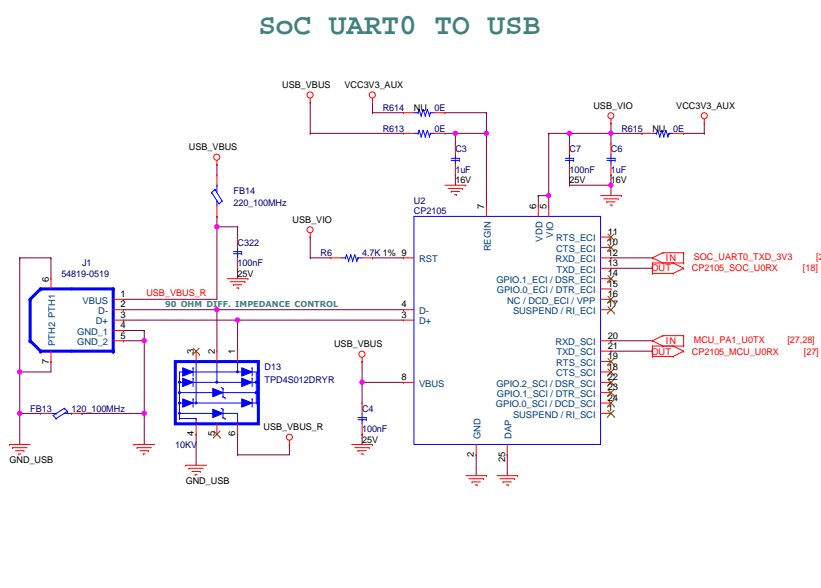 SoC UART0 TO USB
USB_VBUS
VCC3V3_AUX
R614
NU
0E
R613
0E
USB_VIO
VCC3V3_AUX
R615
NU
0E
C3
1uF
16V
C7
100nF
25V
C6
1uF
16V
USB_VBUS
FB14
220_100MHz
C322
100nF
25V
USB_VIO
R6
4.7K 1%
U2
CP2105
7
6
5
REGIN
VDD
VIO
9
RST
4
D-
3
D+
8
VBUS
GND
DAP
2
25
RTS_ECI
11
CTS_ECI
10
RXD_ECI
12
IN
SOC_UART0_TXD_3V3
[2
TXD_ECI
13
OUT
CP2105_SOC_U0RX
[18]
GPIO.1_ECI / DSR_ECI
14
GPIO.0_ECI / DTR_ECI
15
NC / DCD_ECI / VPP
16
SUSPEND / RI_ECI
17
RXD_SCI
20
IN
MCU_PA1_U0TX
[27,28]
TXD_SCI
21
OUT
CP2105_MCU_U0RX
[27]
RTS_SCI
19
CTS_SCI
18
GPIO.2_SCI / DSR_SCI
22
GPIO.1_SCI / DTR_SCI
23
GPIO.0_SCI / DCD_SCI
24
SUSPEND / RI_SCI
1
J1
54819-0519
6
PTH1
PTH2
7
VBUS
1
D-
2
D+
3
GND_1
4
GND_2
5
USB_VBUS_R
90 OHM DIFF. IMPEDANCE CONTROL
FB13
120_100MHz
GND_USB
3
2
1
D13
TPD4S012DRYR
4
5
6
10KV
USB_VBUS_R
GND_USB
USB_VBUS
C4
100nF
25V